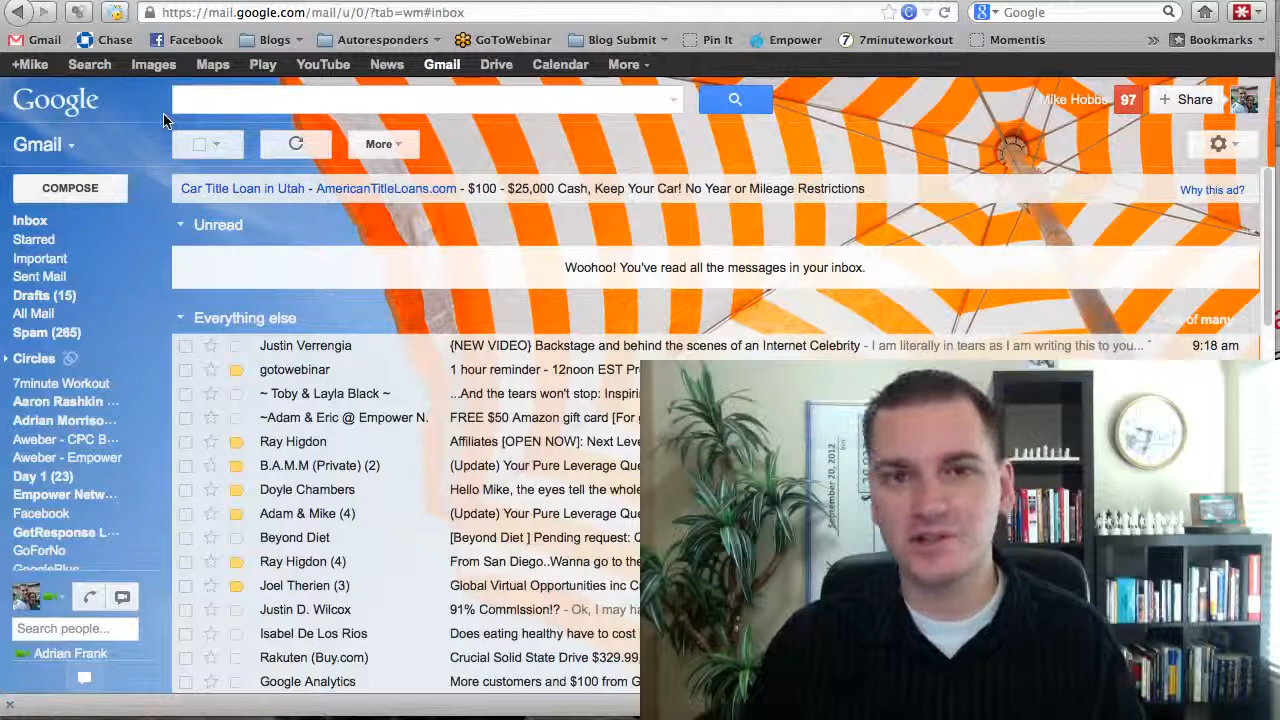 https://mail.google.com/mail/u/0/?tab=wm#inbox
Google
Gmail Chase Facebook Blogs Autoresponders GoToWebinar Blog Submit Pin It Empower 7minuteworkout Momentis » Bookmarks
+Mike Search Images Maps Play YouTube News Gmail Drive Calendar More
Google
Mike Hobbs 97 + Share
Gmail
More
COMPOSE
Car Title Loan in Utah - AmericanTitleLoans.com - $100 - $25,000 Cash, Keep Your Car! No Year or Mileage Restrictions
Why this ad?
Inbox
Starred
Important
Sent Mail
Drafts (15)
All Mail
Spam (265)
Circles
7minute Workout
Aaron Rashkin ...
Adrian Morriso...
Aweber - CPC B...
Aweber - Empower
Day 1 (23)
Empower Netw...
Facebook
GetResponse L...
GoForNo
GooglePlus
Search people...
Adrian Frank
Unread
Woohoo! You've read all the messages in your inbox.
Everything else
of many
Justin Verrengia {NEW VIDEO} Backstage and behind the scenes of an Internet Celebrity - I am literally in tears as I am writing this to you... " 9:18 am
gotowebinar 1 hour reminder - 12noon EST Pr
~ Toby & Layla Black ~ ...And the tears won't stop: Inspiri
~Adam & Eric @ Empower N. FREE $50 Amazon gift card [For
Ray Higdon Affiliates [OPEN NOW]: Next Leve
B.A.M.M (Private) (2) (Update) Your Pure Leverage Que
Doyle Chambers Hello Mike, the eyes tell the whole
Adam & Mike (4) (Update) Your Pure Leverage Que
Beyond Diet [Beyond Diet ] Pending request: C
Ray Higdon (4) From San Diego..Wanna go to the
Joel Therien (3) Global Virtual Opportunities inc C
Justin D. Wilcox 91% CommIssion!? - Ok, I may ha
Isabel De Los Rios Does eating healthy have to cost
Rakuten (Buy.com) Crucial Solid State Drive $329.99,
Google Analytics More customers and $100 from G
September 20, 2012